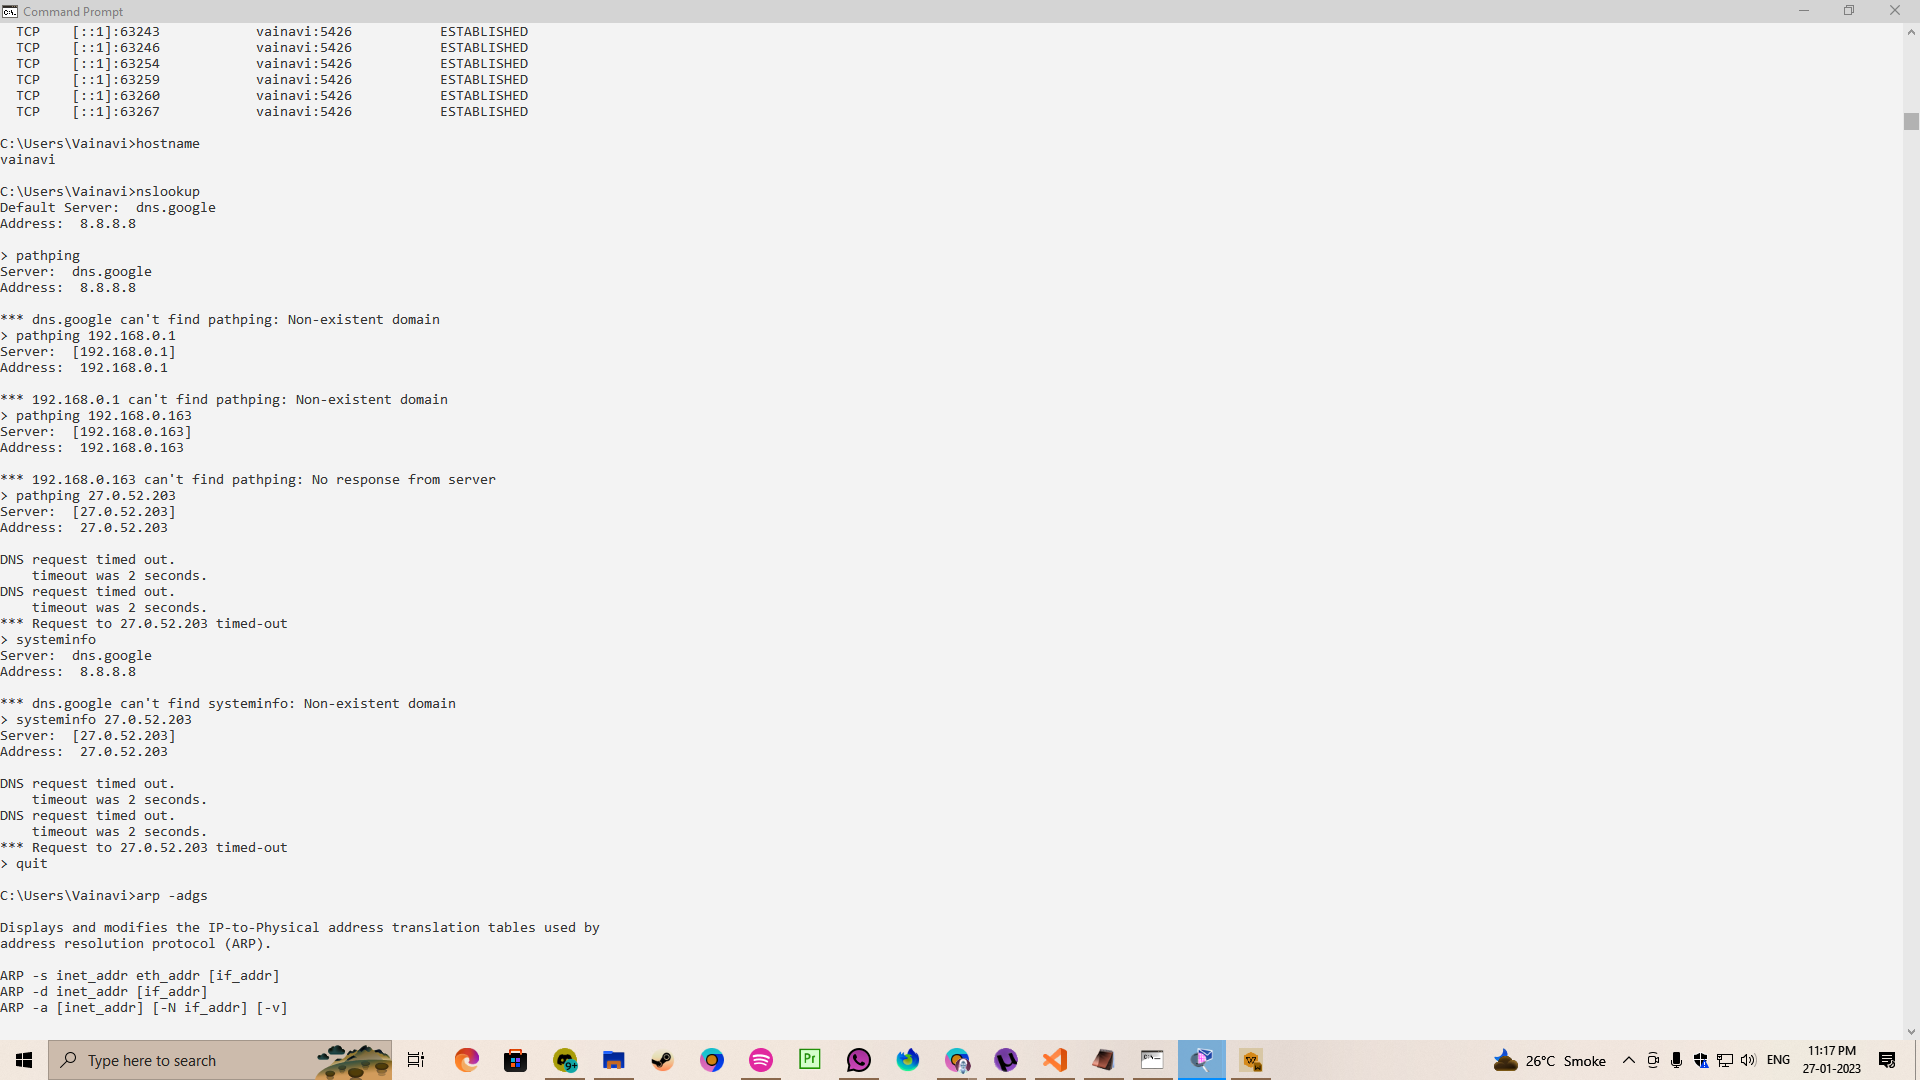 Command Prompt
TCP    [::1]:63243            vainavi:5426           ESTABLISHED
TCP    [::1]:63246            vainavi:5426           ESTABLISHED
TCP    [::1]:63254            vainavi:5426           ESTABLISHED
TCP    [::1]:63259            vainavi:5426           ESTABLISHED
TCP    [::1]:63260            vainavi:5426           ESTABLISHED
TCP    [::1]:63267            vainavi:5426           ESTABLISHED
C:\Users\Vainavi>hostname
vainavi
C:\Users\Vainavi>nslookup
Default Server:  dns.google
Address:  8.8.8.8
> pathping
Server:  dns.google
Address:  8.8.8.8
*** dns.google can't find pathping: Non-existent domain
> pathping 192.168.0.1
Server:  [192.168.0.1]
Address:  192.168.0.1
*** 192.168.0.1 can't find pathping: Non-existent domain
> pathping 192.168.0.163
Server:  [192.168.0.163]
Address:  192.168.0.163
*** 192.168.0.163 can't find pathping: No response from server
> pathping 27.0.52.203
Server:  [27.0.52.203]
Address:  27.0.52.203
DNS request timed out.
    timeout was 2 seconds.
DNS request timed out.
    timeout was 2 seconds.
*** Request to 27.0.52.203 timed-out
> systeminfo
Server:  dns.google
Address:  8.8.8.8
*** dns.google can't find systeminfo: Non-existent domain
> systeminfo 27.0.52.203
Server:  [27.0.52.203]
Address:  27.0.52.203
DNS request timed out.
    timeout was 2 seconds.
DNS request timed out.
    timeout was 2 seconds.
*** Request to 27.0.52.203 timed-out
> quit
C:\Users\Vainavi>arp -adgs
Displays and modifies the IP-to-Physical address translation tables used by
address resolution protocol (ARP).
ARP -s inet_addr eth_addr [if_addr]
ARP -d inet_addr [if_addr]
ARP -a [inet_addr] [-N if_addr] [-v]
Type here to search
9+
Pr
26°C Smoke
ENG
11:17 PM
27-01-2023